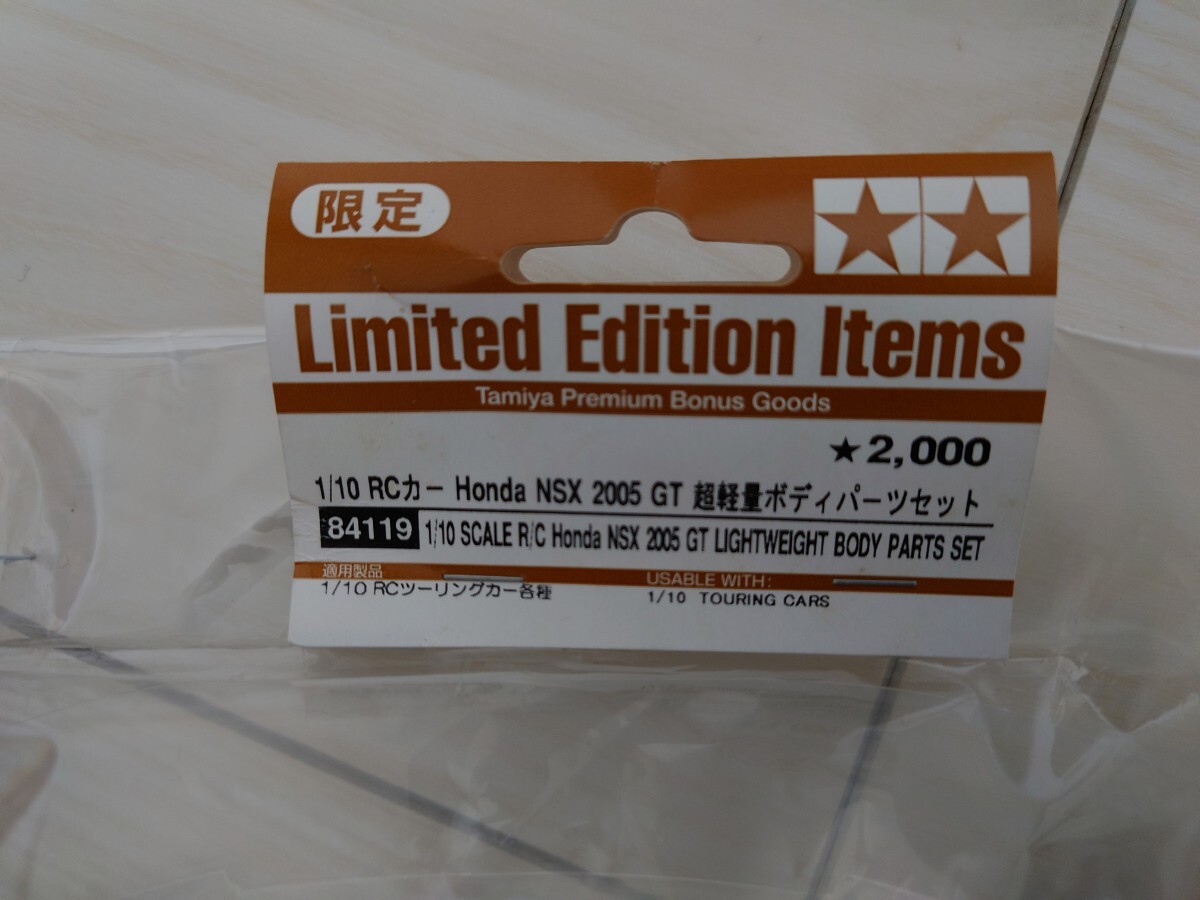 限定
Limited Edition Items
Tamiya Premium Bonus Goods
★2,000
1/10 RCカー Honda NSX 2005 GT 超軽量ボディパーツセット
84119 1/10 SCALE R/C Honda NSX 2005 GT LIGHTWEIGHT BODY PARTS SET
適用製品
1/10 RCツーリングカー各種
USABLE WITH:
1/10 TOURING CARS